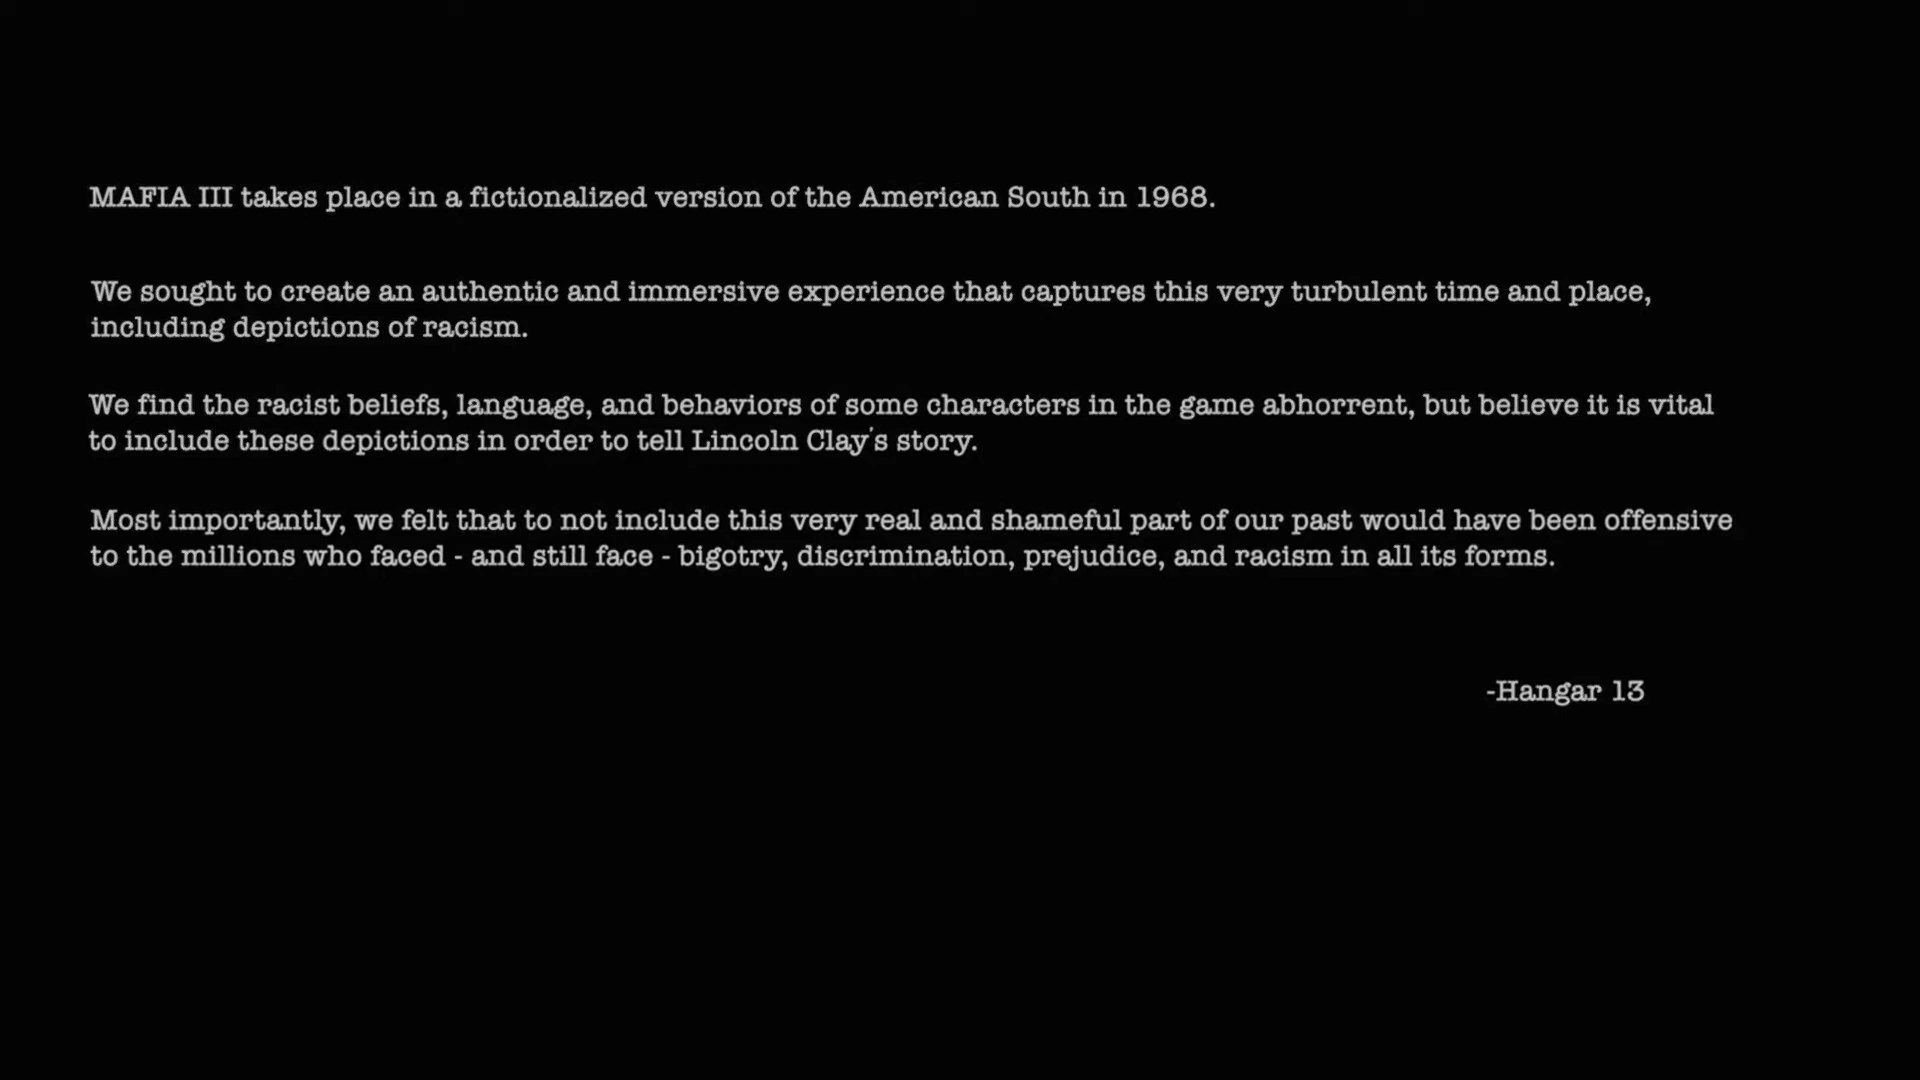 MAFIA III takes place in a fictionalized version of the American South in 1968.
We sought to create an authentic and immersive experience that captures this very turbulent time and place,
including depictions of racism.
We find the racist beliefs, language, and behaviors of some characters in the game abhorrent, but believe it is vital
to include these depictions in order to tell Lincoln Clay's story.
Most importantly, we felt that to not include this very real and shameful part of our past would have been offensive
to the millions who faced - and still face - bigotry, discrimination, prejudice, and racism in all its forms.
-Hangar 13